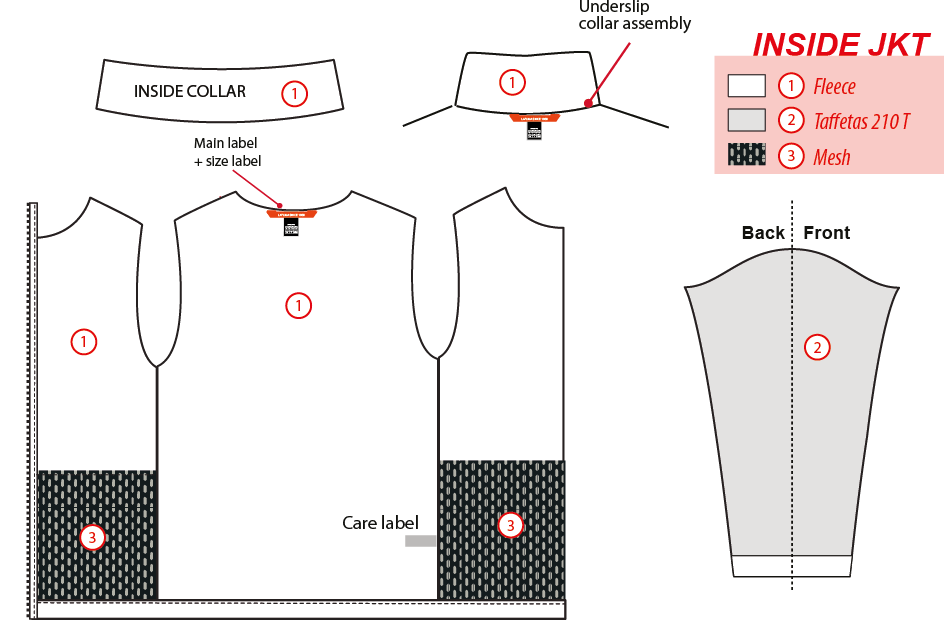 Underslip
collar assembly
INSIDE JKT
INSIDE COLLAR
1
1
1 Fleece
2 Taffetas 210 T
3 Mesh
Main label
+ size label
Back
Front
1
1
2
3
Care label
3